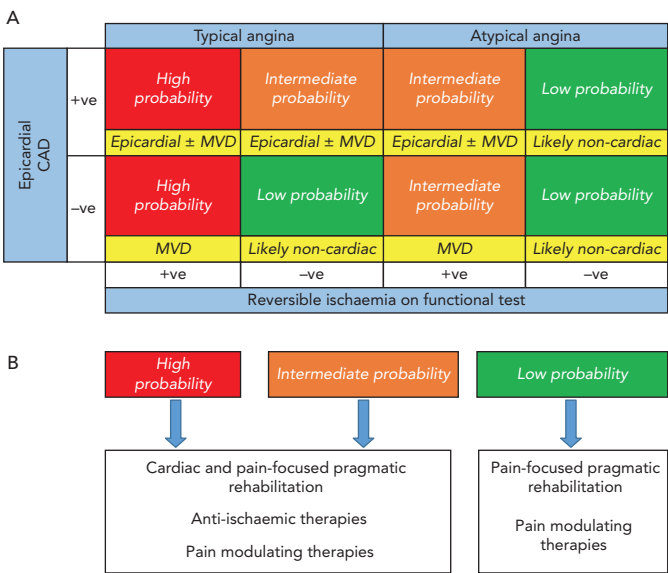 A
Typical angina
Atypical angina
Epicardial
CAD
+ve
High
probability
Intermediate
probability
Intermediate
probability
Low probability
Epicardial ± MVD
Epicardial ± MVD
Epicardial ± MVD
Likely non-cardiac
–ve
High
probability
Low probability
Intermediate
probability
Low probability
MVD
Likely non-cardiac
MVD
Likely non-cardiac
+ve
–ve
+ve
–ve
Reversible ischaemia on functional test
B
High
probability
Intermediate probability
Low probability
Cardiac and pain-focused pragmatic
rehabilitation
Anti-ischaemic therapies
Pain modulating therapies
Pain-focused pragmatic
rehabilitation
Pain modulating
therapies